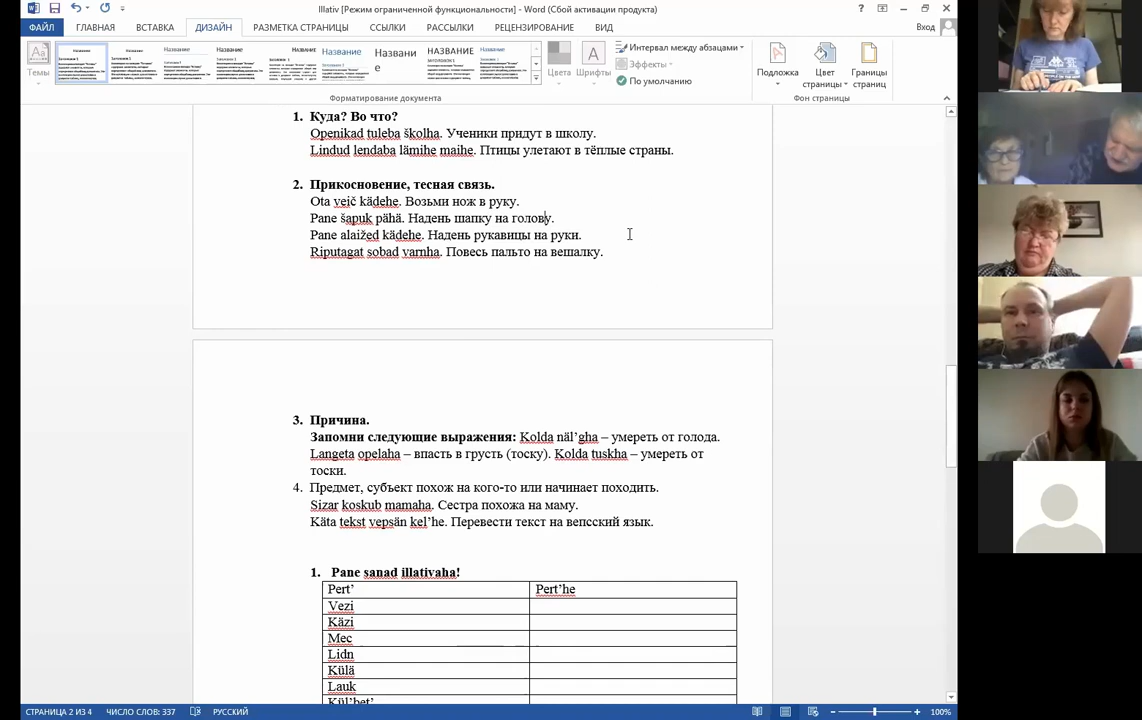 Illativ [Режим ограниченной функциональности] - Word (Сбой активации продукта)
ФАЙЛ ГЛАВНАЯ ВСТАВКА ДИЗАЙН РАЗМЕТКА СТРАНИЦЫ ССЫЛКИ РАССЫЛКИ РЕЦЕНЗИРОВАНИЕ ВИД Вход
Темы
Название
НАЗВАНИЕ
Цвета
Шрифты
Интервал между абзацами
Эффекты
По умолчанию
Подложка
Цвет страницы
Границы страниц
Форматирование документа Фон страницы
1. Куда? Во что?
Openikad tuleba školha. Ученики придут в школу.
Lindud lendaba lämihe maihe. Птицы улетают в тёплые страны.
2. Прикосновение, тесная связь.
Ota veič kädehe. Возьми нож в руку.
Pane šapuk pähä. Надень шапку на голову.
Pane alaižed kädehe. Надень рукавицы на руки.
Riputagat sobad varnha. Повесь пальто на вешалку.
3. Причина.
Запомни следующие выражения: Kolda näl’gha – умереть от голода.
Langeta opelaha – впасть в грусть (тоску). Kolda tuskha – умереть от
тоски.
4. Предмет, субъект похож на кого-то или начинает походить.
Sizar koskub mamaha. Сестра похожа на маму.
Käta tekst vepsän kel’he. Перевести текст на вепсский язык.
1. Pane sanad illativaha!
Pert’ Pert’he
Vezi
Käzi
Mec
Lidn
Külä
Lauk
Kül’bet’
СТРАНИЦА 2 ИЗ 4 ЧИСЛО СЛОВ: 337 РУССКИЙ 100%